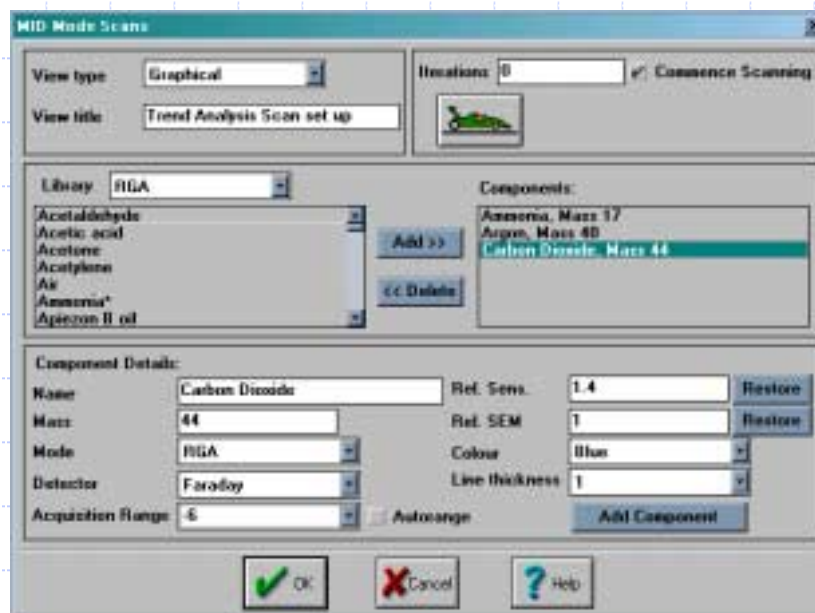 MID Mode Scans
View type Graphical
View title Trend Analysis Scan set up
Iterations 0 Commence Scanning
Library RGA
Acetaldehyde
Acetic acid
Acetone
Acetylene
Air
Ammonia*
Apiezon B oil
Add >>
<< Delete
Components:
Ammonia, Mass 17
Argon, Mass 40
Carbon Dioxide, Mass 44
Component Details:
Name Carbon Dioxide
Mass 44
Mode RGA
Detector Faraday
Acquisition Range -6 Autorange
Rel. Sens. 1.4 Restore
Rel. SEM 1 Restore
Colour Blue
Line thickness 1
Add Component
OK
Cancel
Help